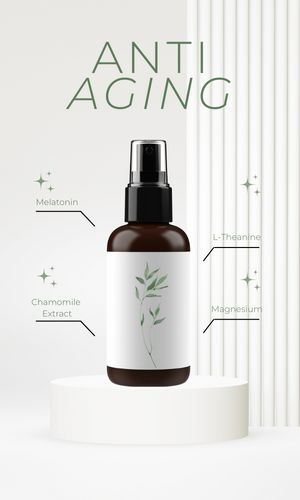 ANTI
AGING
Melatonin
L-Theanine
Chamomile
Extract
Magnesium